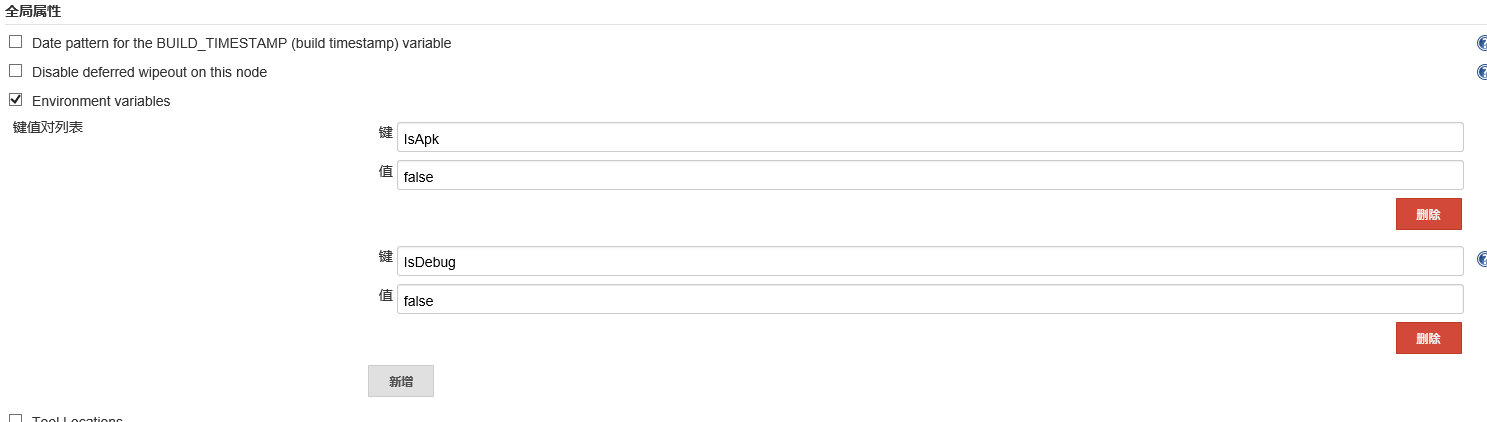 全局属性
Date pattern for the BUILD_TIMESTAMP (build timestamp) variable
Disable deferred wipeout on this node
Environment variables
键值对列表
键 IsApk
值 false
删除
键 IsDebug
值 false
删除
新增
Tool Locations